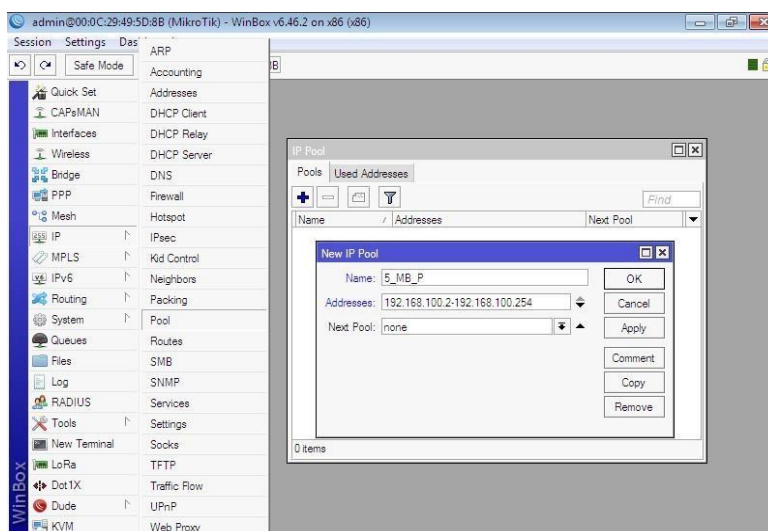 admin@00:0C:29:49:5D:8B (MikroTik) - WinBox v6.46.2 on x86 (x86)
Session Settings Das
Safe Mode
8B
Quick Set
CAPsMAN
Interfaces
Wireless
Bridge
PPP
Mesh
IP
MPLS
IPv6
Routing
System
Queues
Files
Log
RADIUS
Tools
New Terminal
LoRa
Dot1X
Dude
KVM
WinBox
ARP
Accounting
Addresses
DHCP Client
DHCP Relay
DHCP Server
DNS
Firewall
Hotspot
IPsec
Kid Control
Neighbors
Packing
Pool
Routes
SMB
SNMP
Services
Settings
Socks
TFTP
Traffic Flow
UPnP
Web Proxy
IP Pool
Pools Used Addresses
Find
Name Addresses Next Pool
New IP Pool
Name: 5_MB_P OK
Addresses: 192.168.100.2-192.168.100.254 Cancel
Next Pool: none Apply
Comment
Copy
Remove
0 items